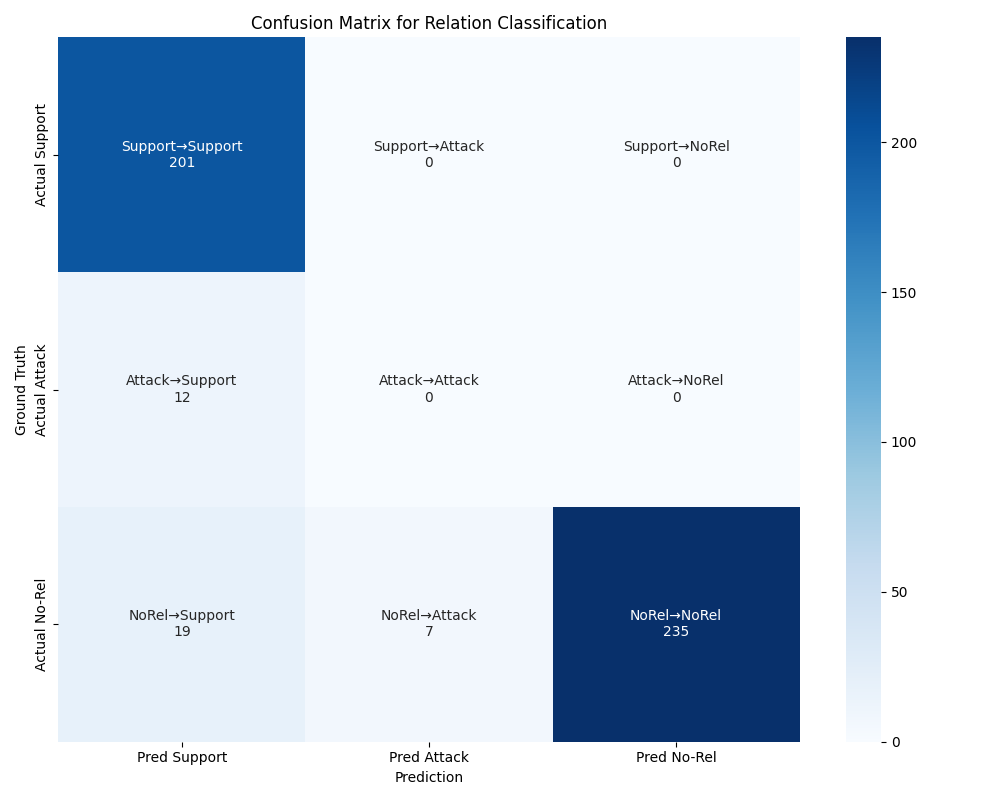 Confusion Matrix for Relation Classification
Ground Truth
Actual Support
Actual Attack
Actual No-Rel
Support→Support
201
Support→Attack
0
Support→NoRel
0
Attack→Support
12
Attack→Attack
0
Attack→NoRel
0
NoRel→Support
19
NoRel→Attack
7
NoRel→NoRel
235
Pred Support
Pred Attack
Pred No-Rel
Prediction
200
150
100
50
0